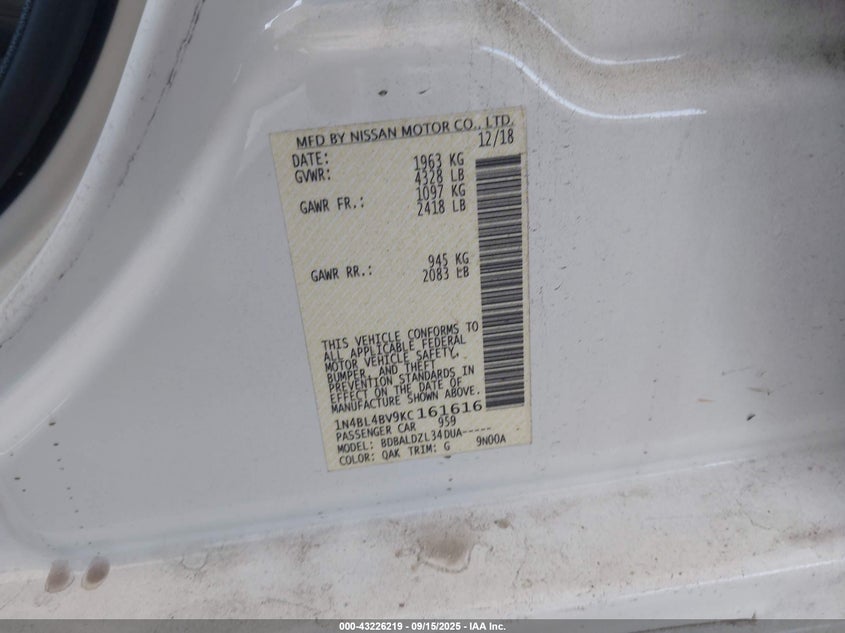 MFD BY NISSAN MOTOR CO., LTD.
DATE: 12/18
GVWR: 1963 KG
4328 LB
GAWR FR.: 1097 KG
2418 LB
GAWR RR.: 945 KG
2083 LB
THIS VEHICLE CONFORMS TO
ALL APPLICABLE FEDERAL
MOTOR VEHICLE SAFETY,
BUMPER, AND THEFT
PREVENTION STANDARDS IN
EFFECT ON THE DATE OF
MANUFACTURE SHOWN ABOVE.
1N4BL4BV9KC161616
PASSENGER CAR 959
MODEL: BDBALDZL34DUA-----
COLOR: QAK TRIM: G 9N00A
000-43226219 - 09/15/2025 - IAA Inc.